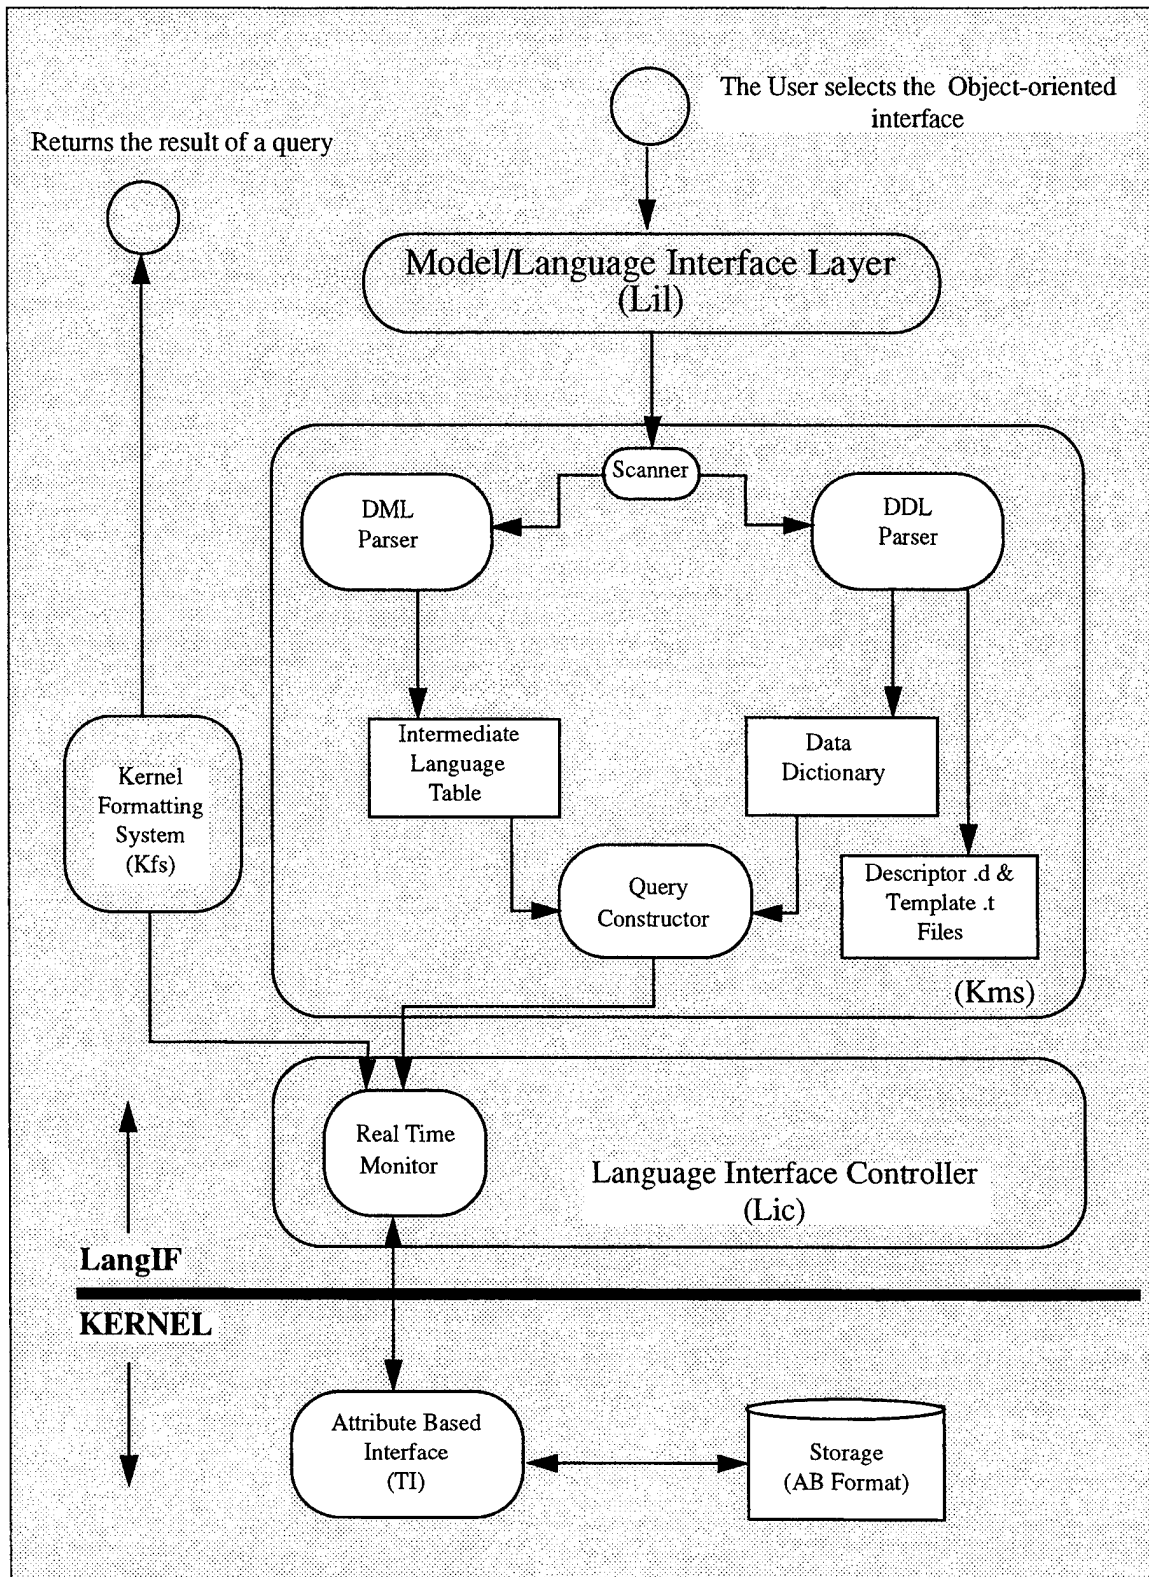 The User selects the Object-oriented
interface
Returns the result of a query
Model/Language Interface Layer
(Lil)
Scanner
DML
Parser
DDL
Parser
Intermediate
Language
Table
Data
Dictionary
Kernel
Formatting
System
(Kfs)
Query
Constructor
Descriptor .d &
Template .t
Files
(Kms)
Real Time
Monitor
Language Interface Controller
(Lic)
LangIF
KERNEL
Attribute Based
Interface
(TI)
Storage
(AB Format)